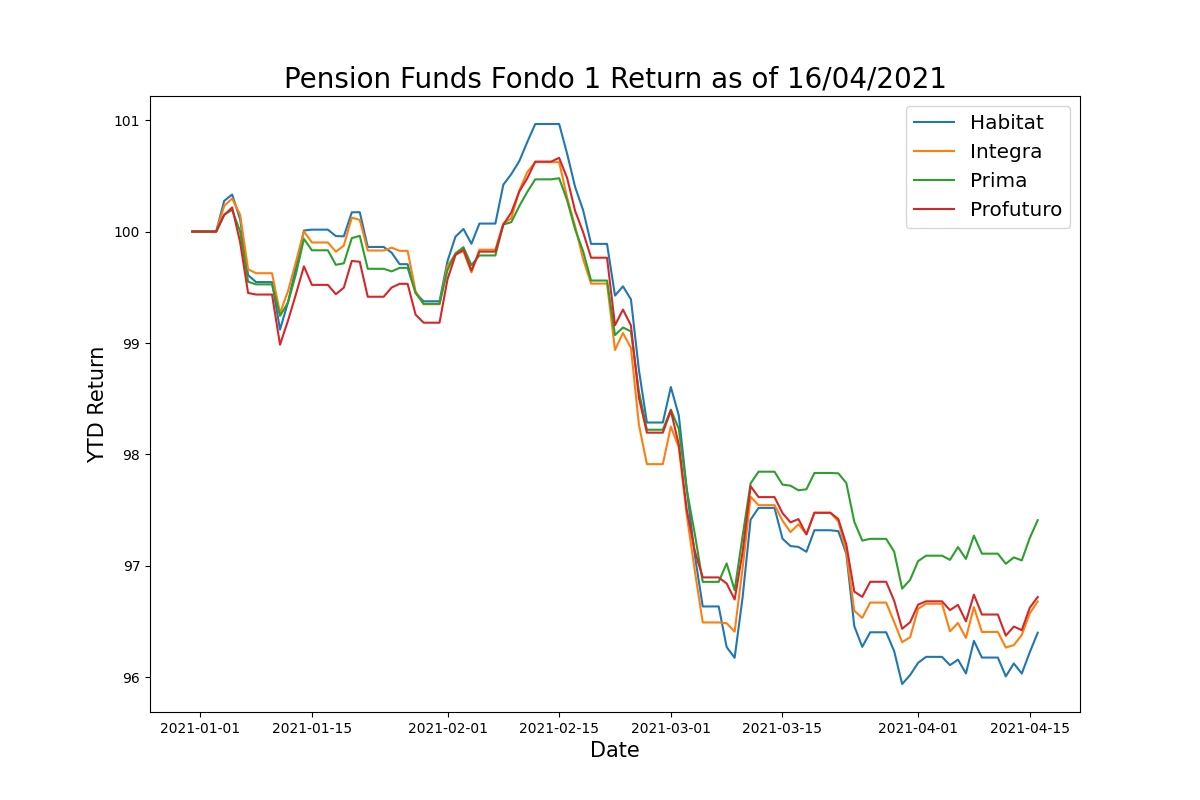 Pension Funds Fondo 1 Return as of 16/04/2021
Habitat
Integra
Prima
Profuturo
YTD Return
101
100
99
98
97
96
2021-01-01 2021-01-15 2021-02-01 2021-02-15 2021-03-01 2021-03-15 2021-04-01 2021-04-15
Date